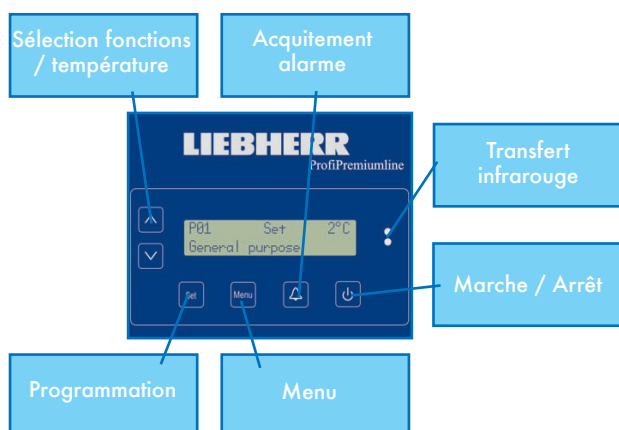 Sélection fonctions
/ température
Acquitement
alarme
LIEBHERR
ProfiPremiumline
Transfert
infrarouge
P01 Set 2°C
General purpose
Set
Menu
Marche / Arrêt
Programmation
Menu